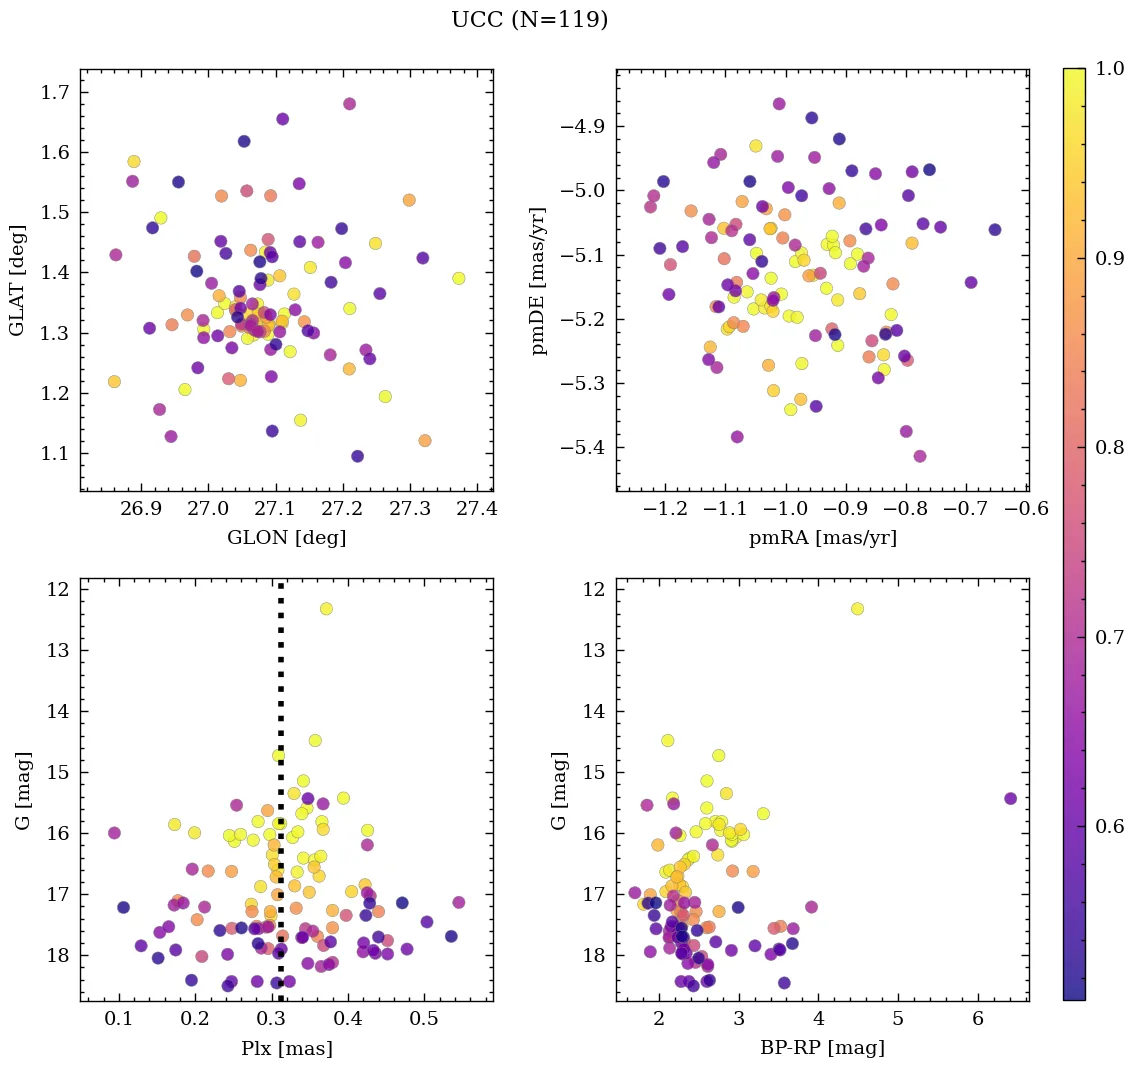 UCC (N=119)
1.7
1.6
1.5
1.4
1.3
1.2
1.1
GLAT [deg]
26.9 27.0 27.1 27.2 27.3 27.4
GLON [deg]
−4.9
−5.0
−5.1
−5.2
−5.3
−5.4
pmDE [mas/yr]
−1.2 −1.1 −1.0 −0.9 −0.8 −0.7 −0.6
pmRA [mas/yr]
12
13
14
15
16
17
18
G [mag]
0.1 0.2 0.3 0.4 0.5
Plx [mas]
12
13
14
15
16
17
18
G [mag]
2 3 4 5 6
BP-RP [mag]
1.0
0.9
0.8
0.7
0.6